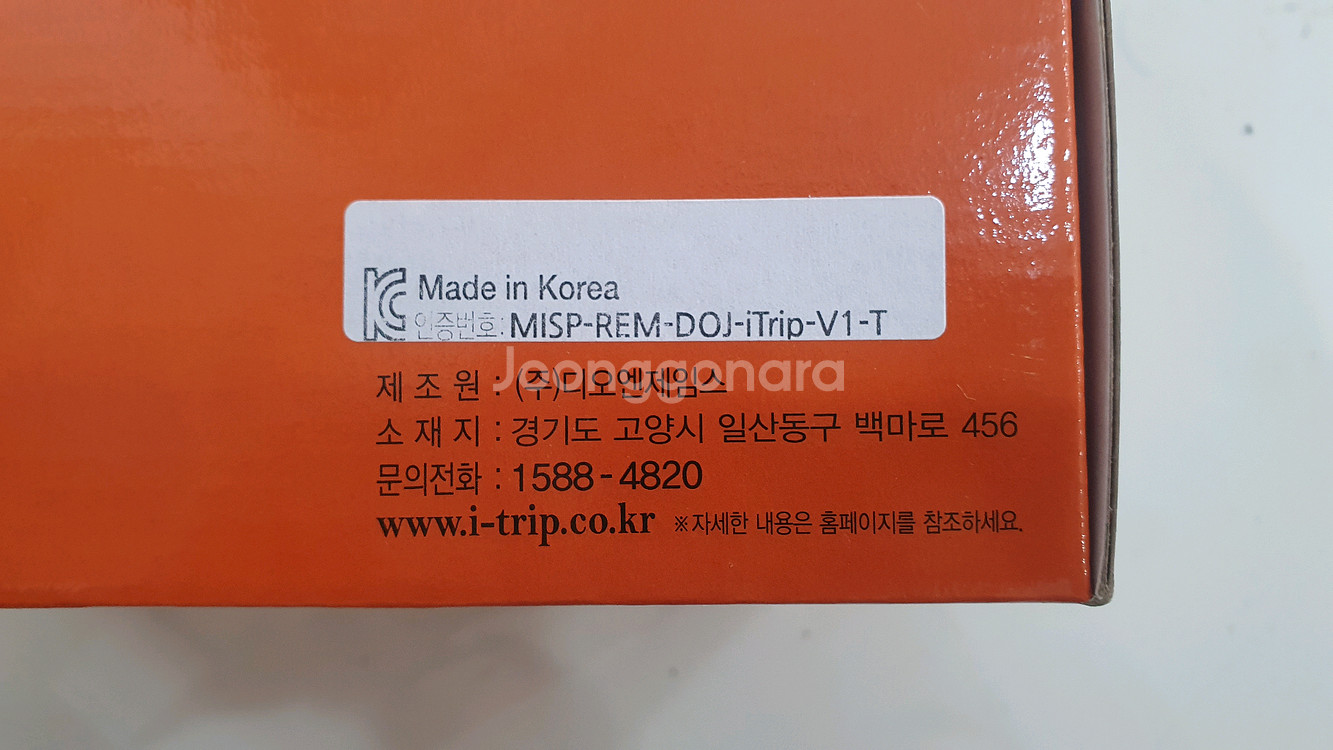 KC Made in Korea
인증번호: MISP-REM-DOJ-iTrip-V1-T
Joonggonara
제 조 원 : (주)디오엔제임스
소 재 지 : 경기도 고양시 일산동구 백마로 456
문의전화 : 1588-4820
www.i-trip.co.kr ※자세한 내용은 홈페이지를 참조하세요.